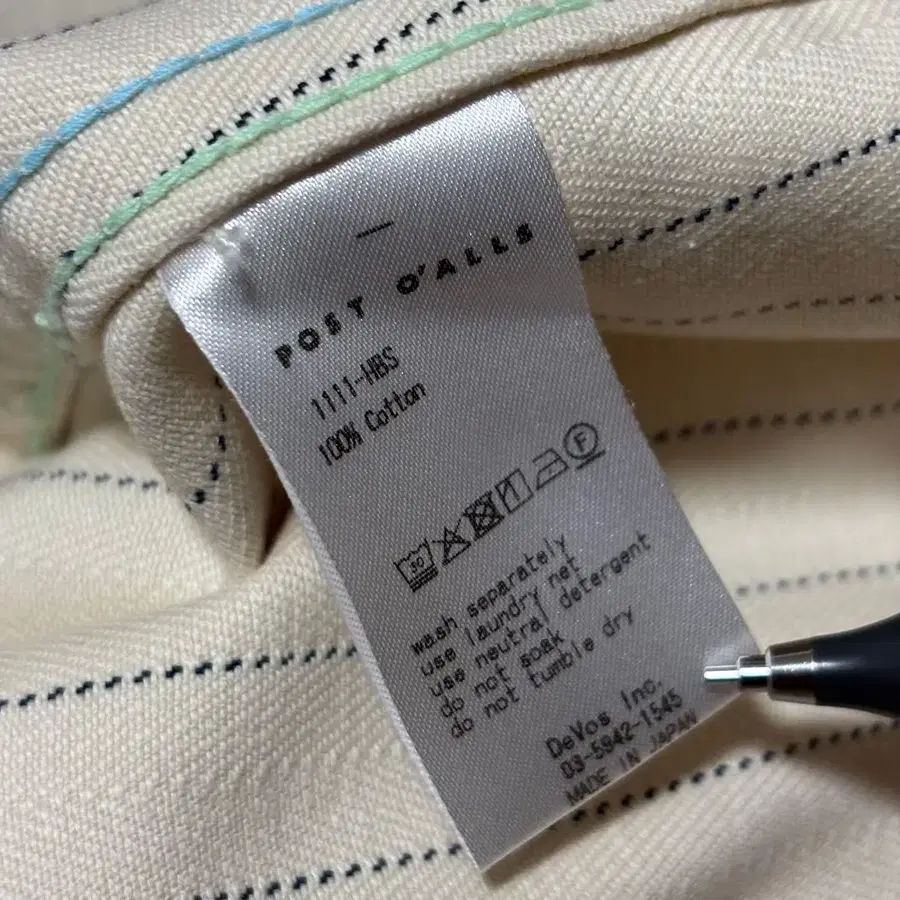 POST O'ALLS
1111-HBS
100% Cotton
30 F
wash separately
use laundry net
use neutral detergent
do not soak
do not tumble dry
DeVos Inc.
03-5942-1545
MADE IN JAPAN